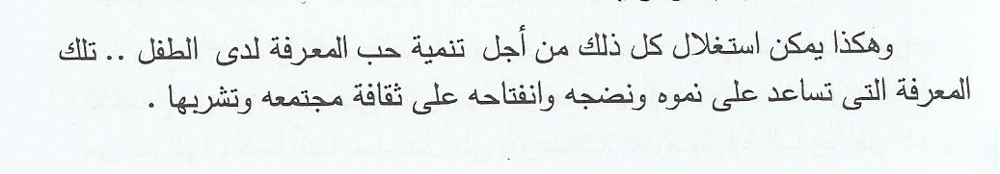 وهكذا يمكن استغلال كل ذلك من أجل تنمية حب المعرفة لدى الطفل .. تلك
المعرفة التى تساعد على نموه ونضجه وانفتاحه على ثقافة مجتمعه وتشربها .